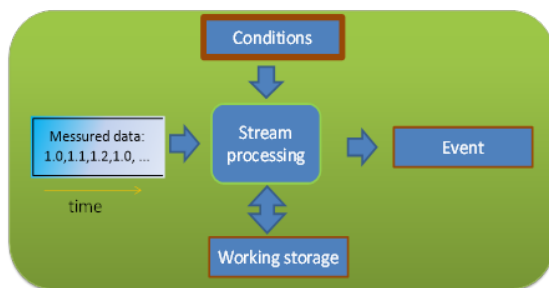 Conditions
Messured data:
1.0,1.1,1.2,1.0, ...
Stream
processing
Event
time
Working storage